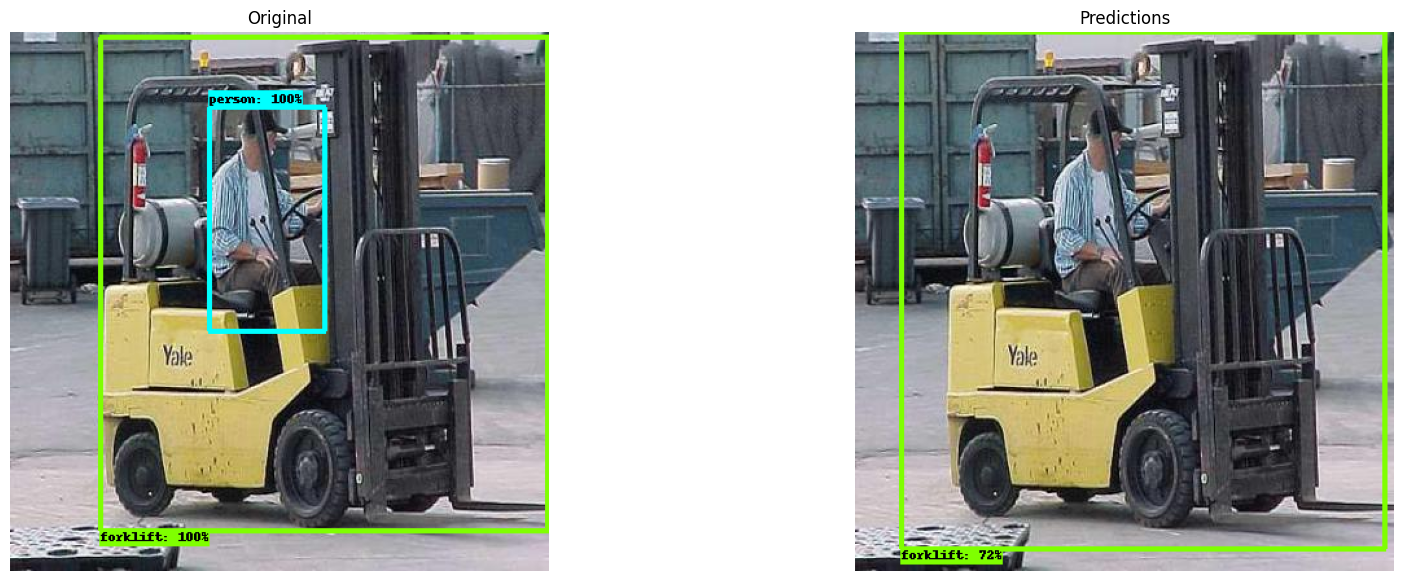 Original
Predictions
person: 100%
Yale
Yale
forklift: 100%
forklift: 72%